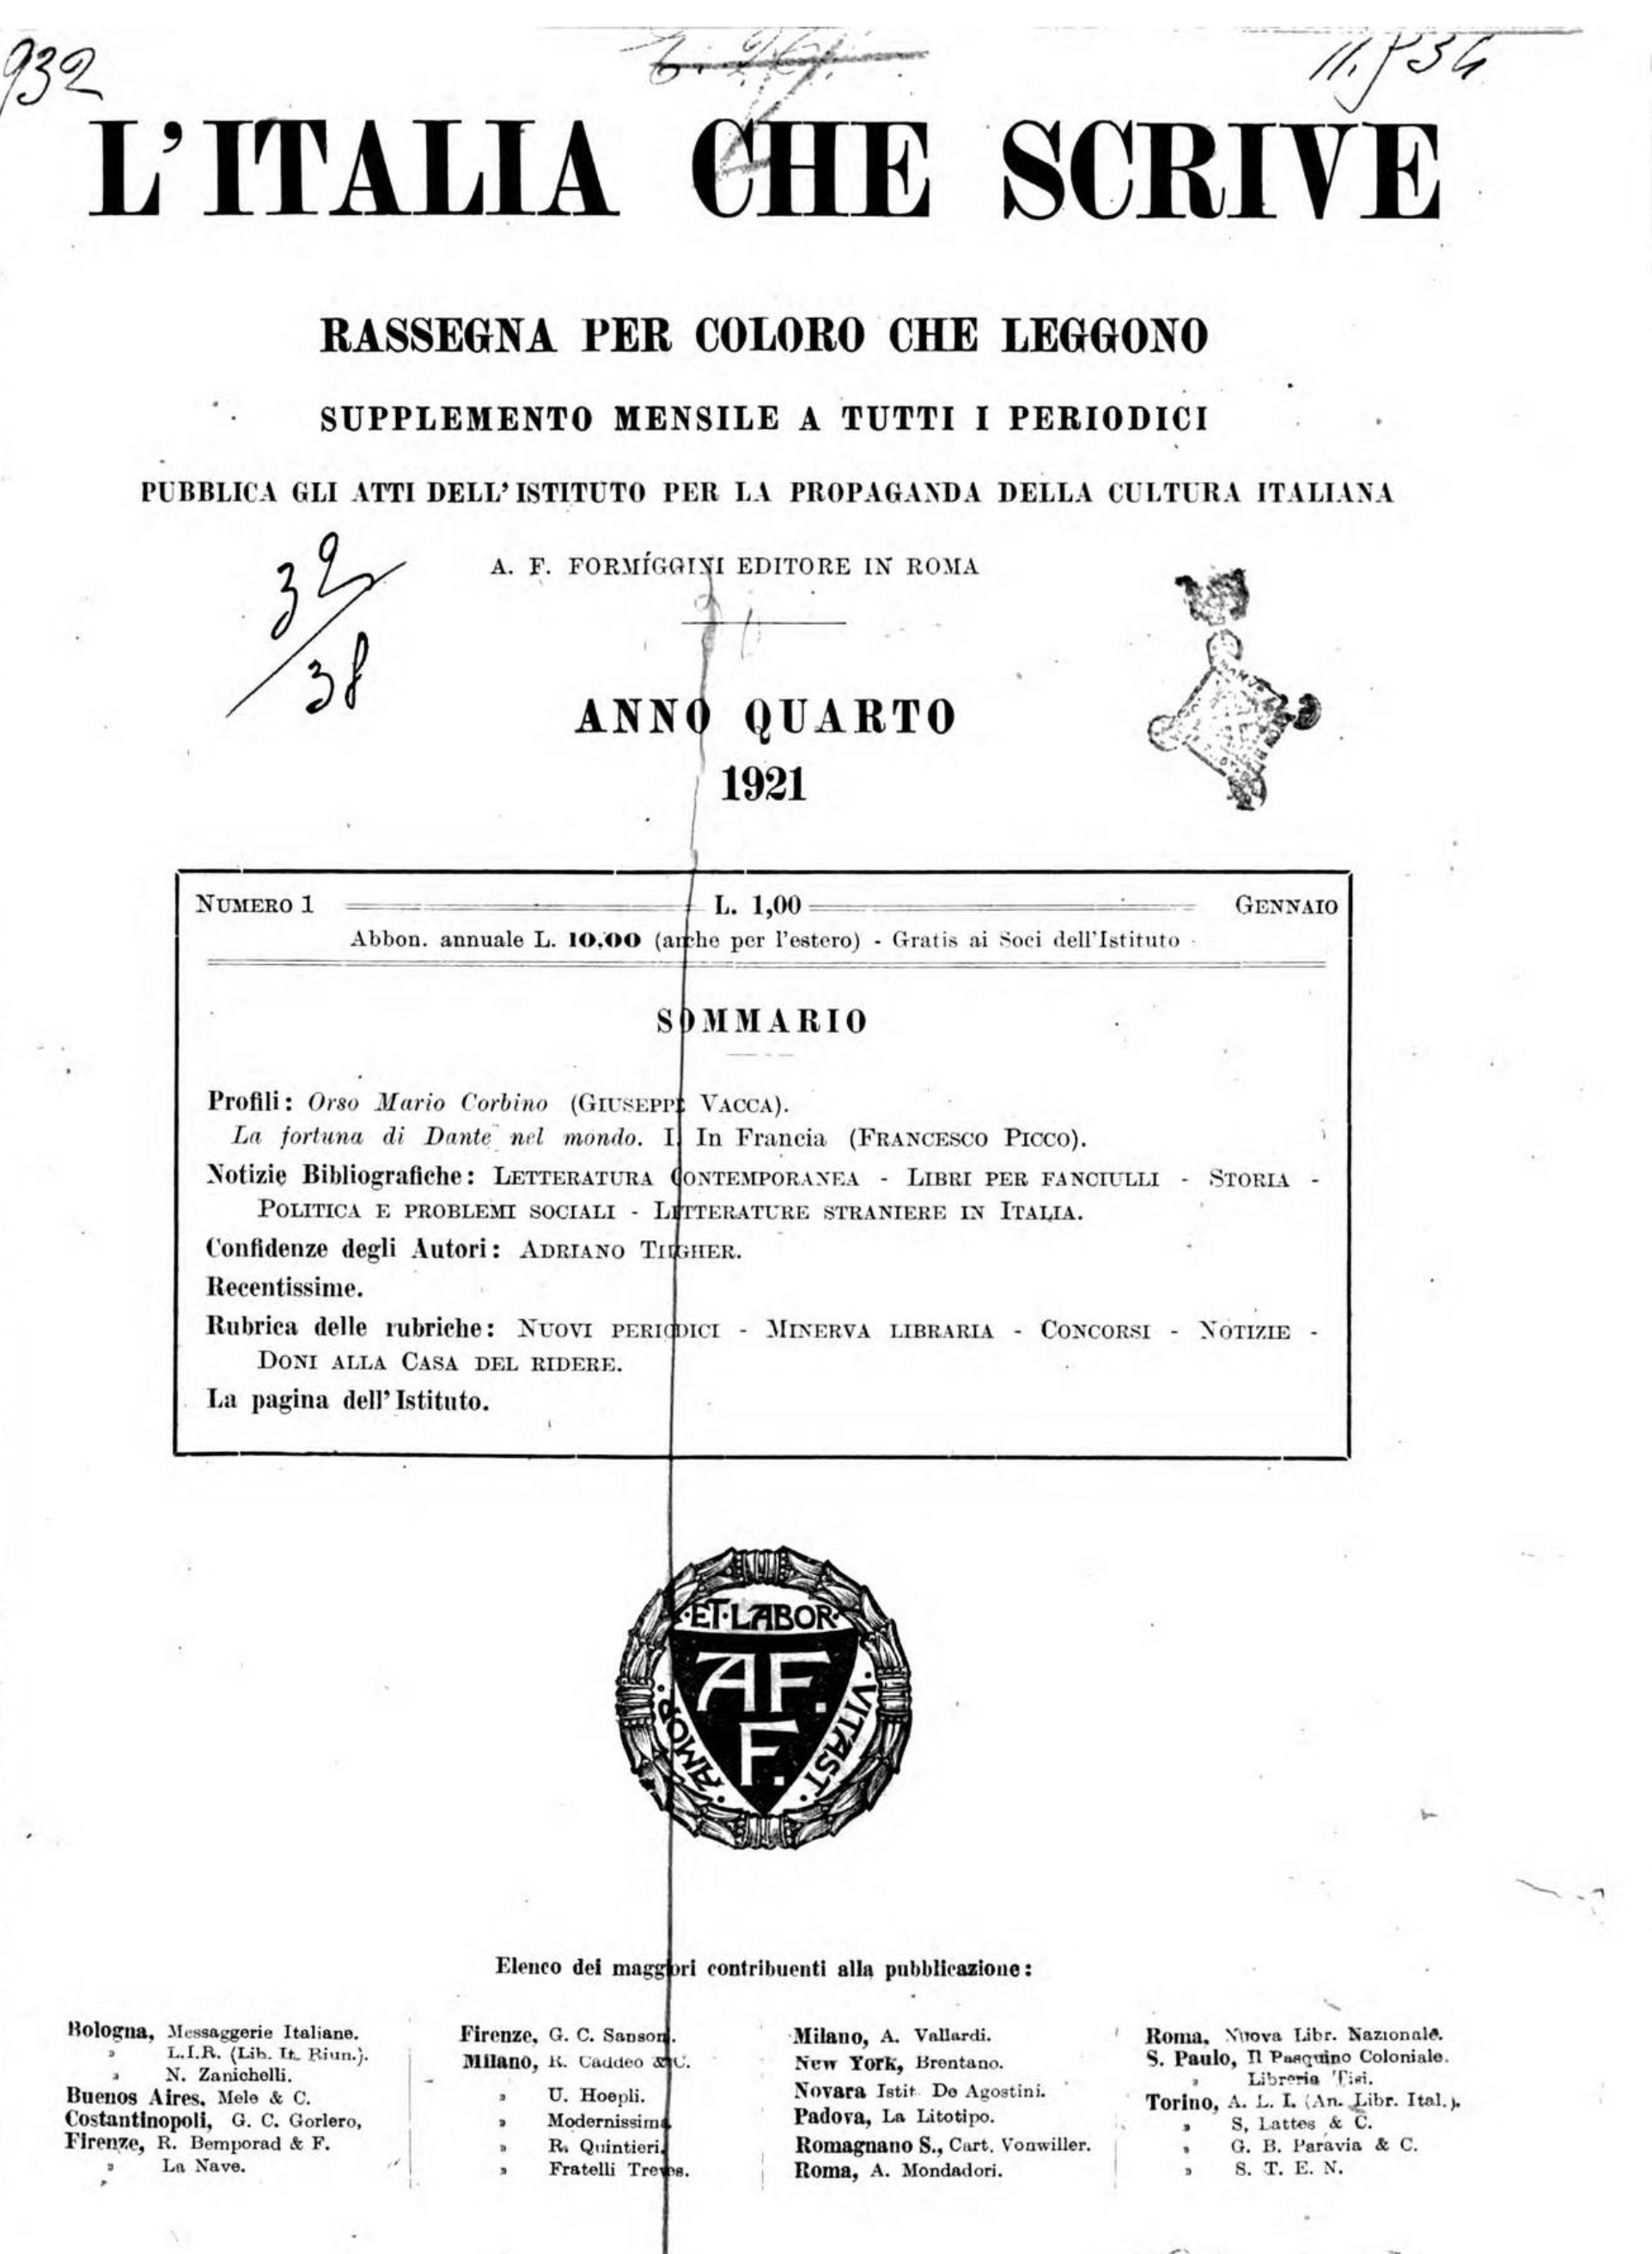 932
11.
L'ITALIA CHE SCRIVE
RASSEGNA PER COLORO CHE LEGGONO
SUPPLEMENTO MENSILE A TUTTI I PERIODICI
PUBBLICA GLI ATTI DELL'ISTITUTO PER LA PROPAGANDA DELLA CULTURA ITALIANA
A. F. FORMÍGGINI EDITORE IN ROMA
32/38
ANNO QUARTO
1921
NUMERO 1 L. 1,00 GENNAIO
Abbon. annuale L. 10,00 (anche per l'estero) - Gratis ai Soci dell'Istituto
SOMMARIO
Profili: Orso Mario Corbino (GIUSEPPE VACCA).
La fortuna di Dante nel mondo. I. In Francia (FRANCESCO PICCO).
Notizie Bibliografiche: LETTERATURA CONTEMPORANEA - LIBRI PER FANCIULLI - STORIA -
POLITICA E PROBLEMI SOCIALI - LETTERATURE STRANIERE IN ITALIA.
Confidenze degli Autori: ADRIANO TILGHER.
Recentissime.
Rubrica delle rubriche: NUOVI PERIODICI - MINERVA LIBRARIA - CONCORSI - NOTIZIE -
DONI ALLA CASA DEL RIDERE.
La pagina dell'Istituto.
AMOR · ET · LABOR · VITAST ·
AF.
F.
Elenco dei maggiori contribuenti alla pubblicazione:
Bologna, Messaggerie Italiane.
» L.I.R. (Lib. It. Riun.).
» N. Zanichelli.
Buenos Aires, Mele & C.
Costantinopoli, G. C. Gorlero,
Firenze, R. Bemporad & F.
» La Nave.
Firenze, G. C. Sansoni.
Milano, R. Caddeo & C.
» U. Hoepli.
» Modernissima.
» R. Quintieri.
» Fratelli Treves.
Milano, A. Vallardi.
New York, Brentano.
Novara Istit. De Agostini.
Padova, La Litotipo.
Romagnano S., Cart. Vonwiller.
Roma, A. Mondadori.
Roma, Nuova Libr. Nazionale.
S. Paulo, Il Pasquino Coloniale.
» Libreria Tisi.
Torino, A. L. I. (An. Libr. Ital.).
» S, Lattes & C.
» G. B. Paravia & C.
» S. T. E. N.